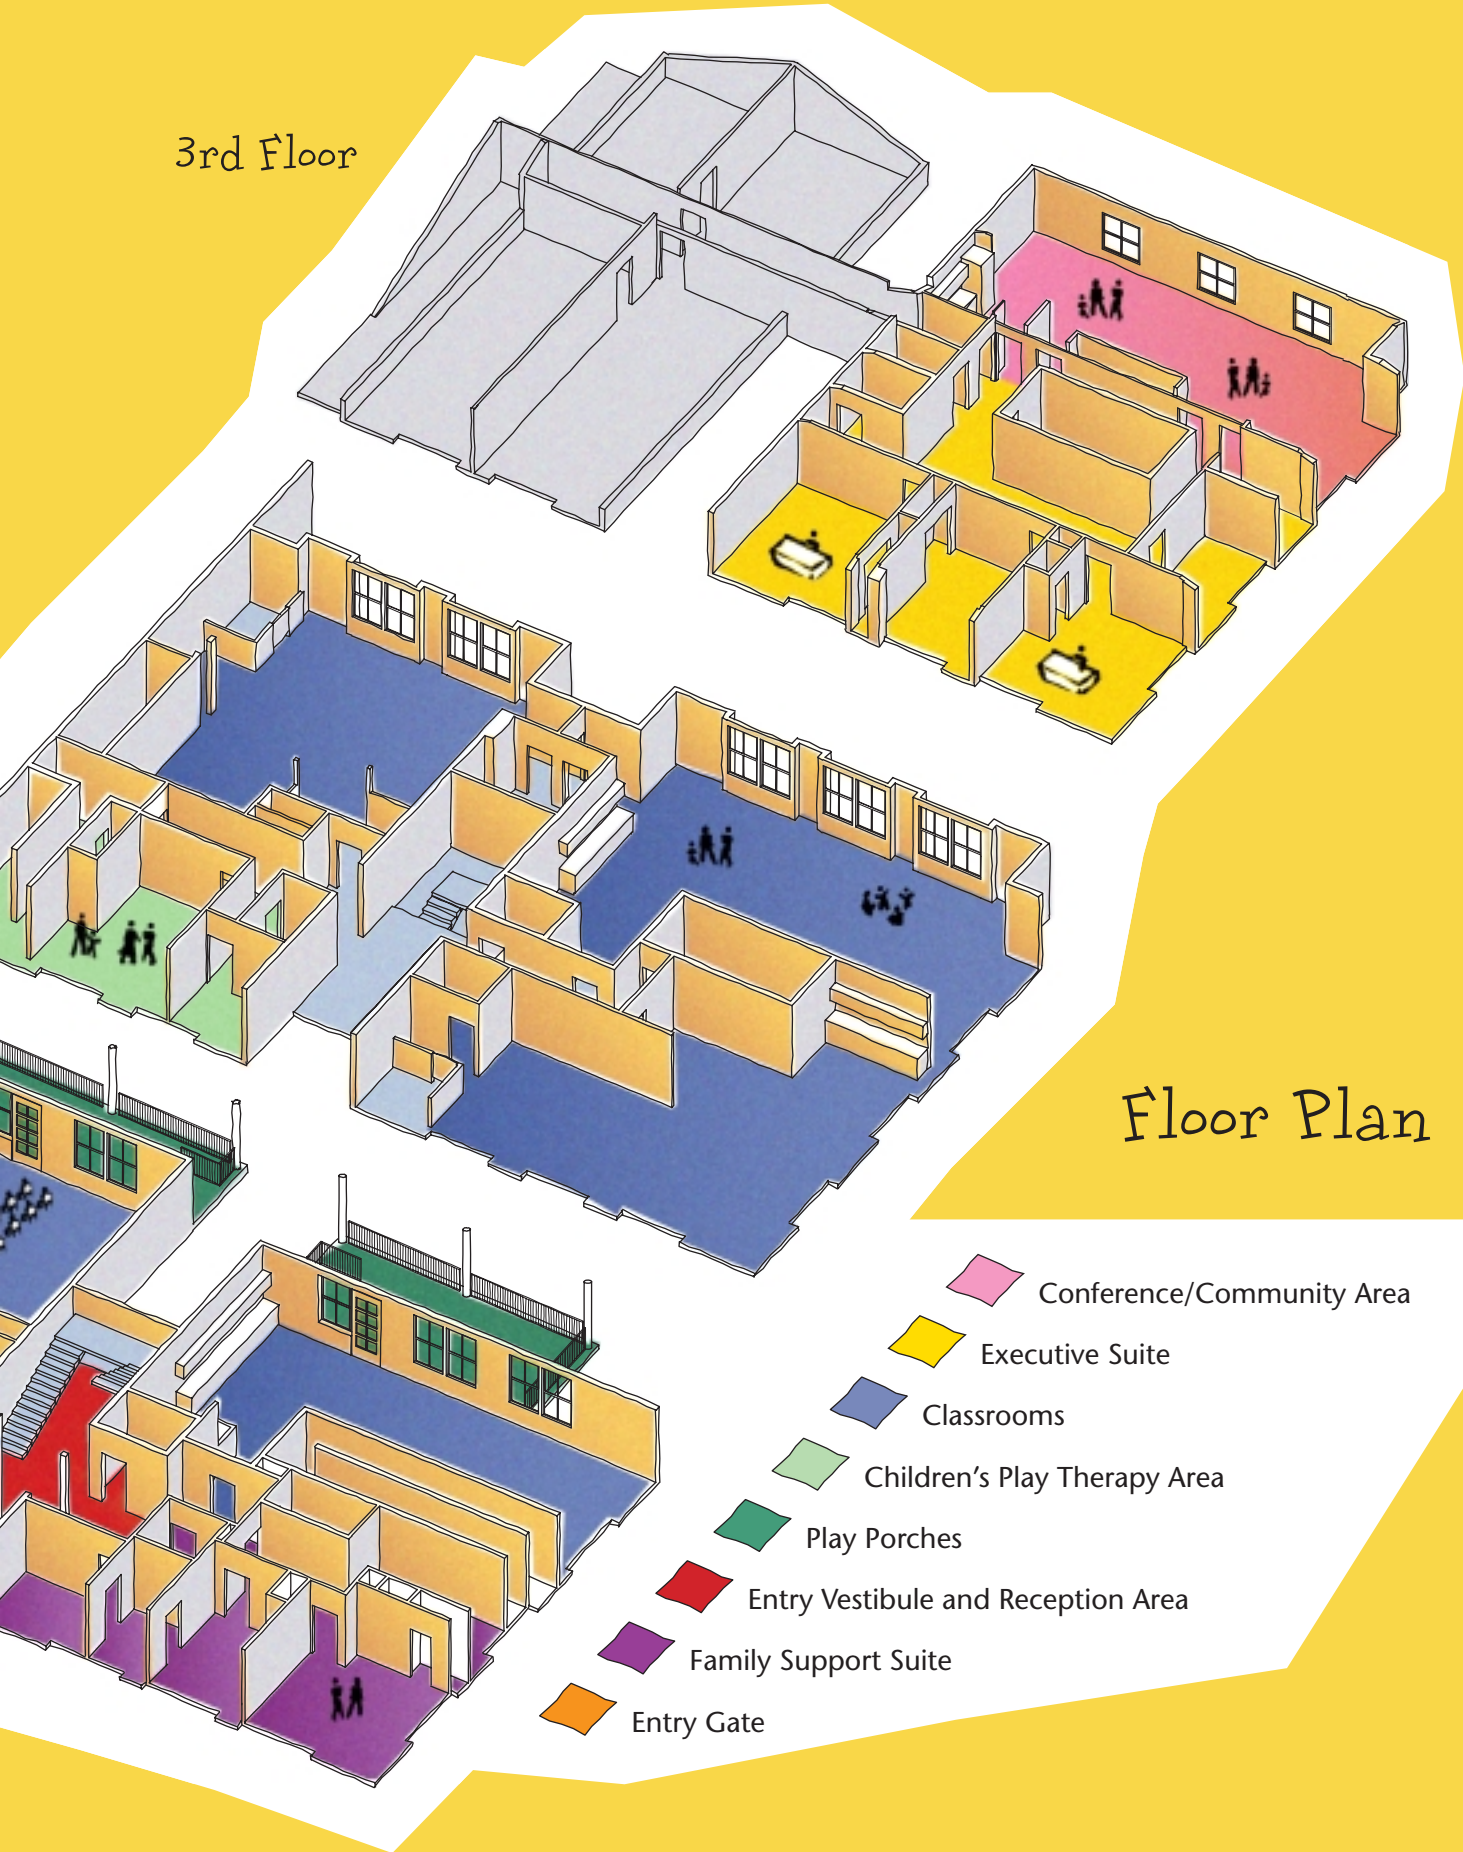 3rd Floor
Floor Plan
Conference/Community Area
Executive Suite
Classrooms
Children’s Play Therapy Area
Play Porches
Entry Vestibule and Reception Area
Family Support Suite
Entry Gate